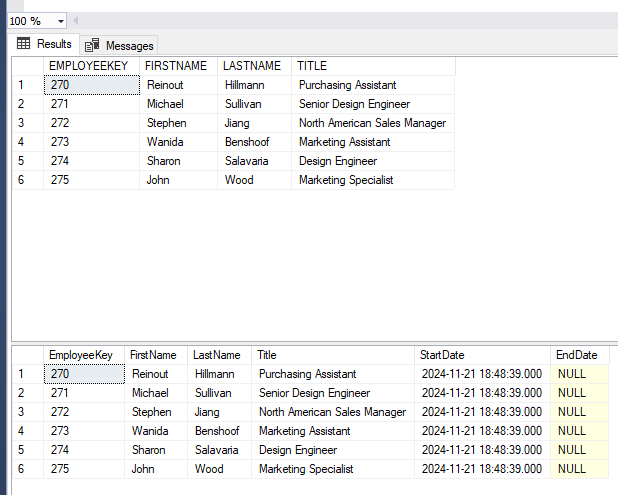 100 %
Results Messages
EMPLOYEEKEY FIRSTNAME LASTNAME TITLE
1 270 Reinout Hillmann Purchasing Assistant
2 271 Michael Sullivan Senior Design Engineer
3 272 Stephen Jiang North American Sales Manager
4 273 Wanida Benshoof Marketing Assistant
5 274 Sharon Salavaria Design Engineer
6 275 John Wood Marketing Specialist
EmployeeKey FirstName LastName Title StartDate EndDate
1 270 Reinout Hillmann Purchasing Assistant 2024-11-21 18:48:39.000 NULL
2 271 Michael Sullivan Senior Design Engineer 2024-11-21 18:48:39.000 NULL
3 272 Stephen Jiang North American Sales Manager 2024-11-21 18:48:39.000 NULL
4 273 Wanida Benshoof Marketing Assistant 2024-11-21 18:48:39.000 NULL
5 274 Sharon Salavaria Design Engineer 2024-11-21 18:48:39.000 NULL
6 275 John Wood Marketing Specialist 2024-11-21 18:48:39.000 NULL